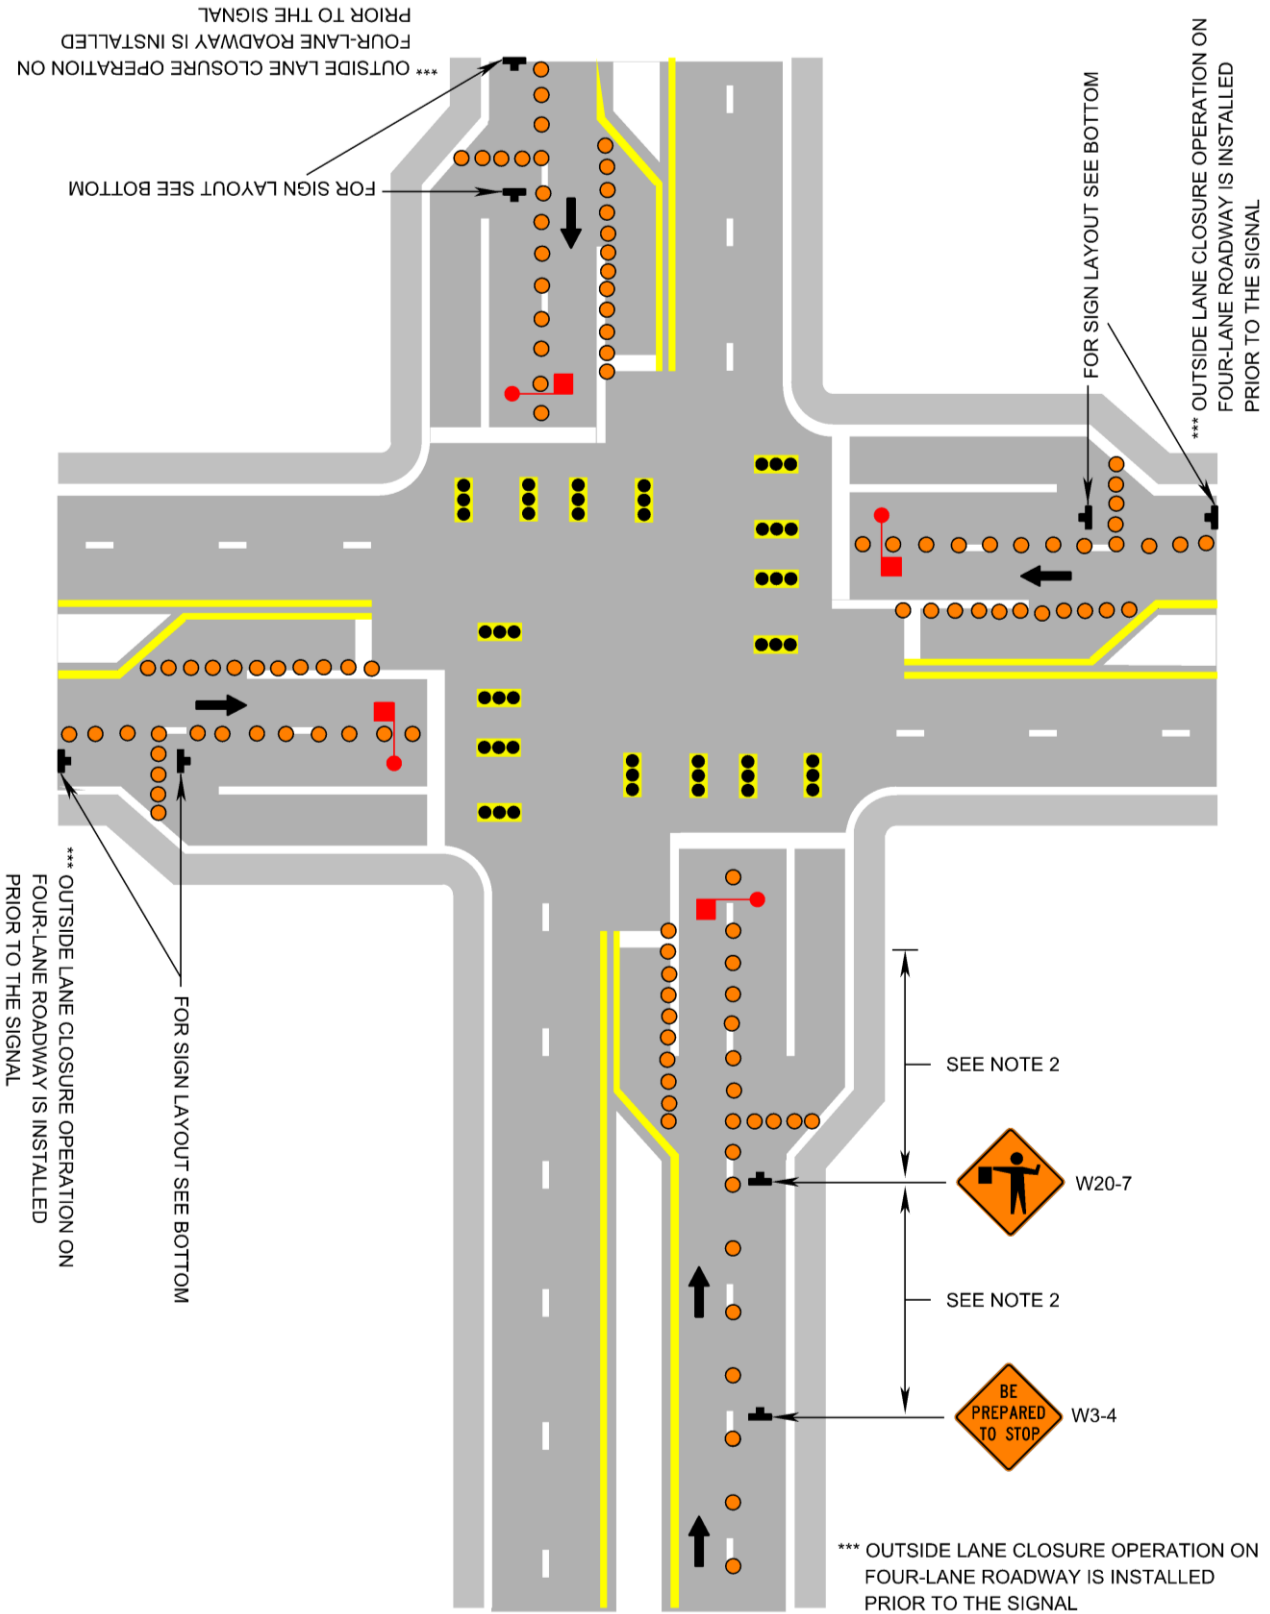 *** OUTSIDE LANE CLOSURE OPERATION ON
FOUR-LANE ROADWAY IS INSTALLED
PRIOR TO THE SIGNAL
FOR SIGN LAYOUT SEE BOTTOM
FOR SIGN LAYOUT SEE BOTTOM
*** OUTSIDE LANE CLOSURE OPERATION ON
FOUR-LANE ROADWAY IS INSTALLED
PRIOR TO THE SIGNAL
*** OUTSIDE LANE CLOSURE OPERATION ON
FOUR-LANE ROADWAY IS INSTALLED
PRIOR TO THE SIGNAL
FOR SIGN LAYOUT SEE BOTTOM
SEE NOTE 2
W20-7
SEE NOTE 2
BE
PREPARED
TO STOP
W3-4
*** OUTSIDE LANE CLOSURE OPERATION ON
FOUR-LANE ROADWAY IS INSTALLED
PRIOR TO THE SIGNAL